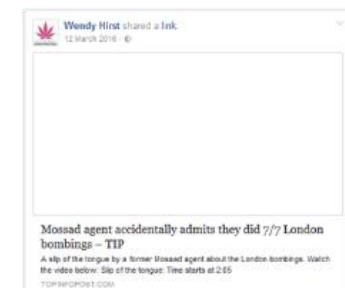 Wendy Hirst shared a link.
12 March 2016
Mossad agent accidentally admits they did 7/7 London
bombings – TIP
A slip of the tongue by a former Mossad agent about the London bombings. Watch
the video below: Slip of the tongue: Time starts at 2:05
TOPINFOPOST.COM